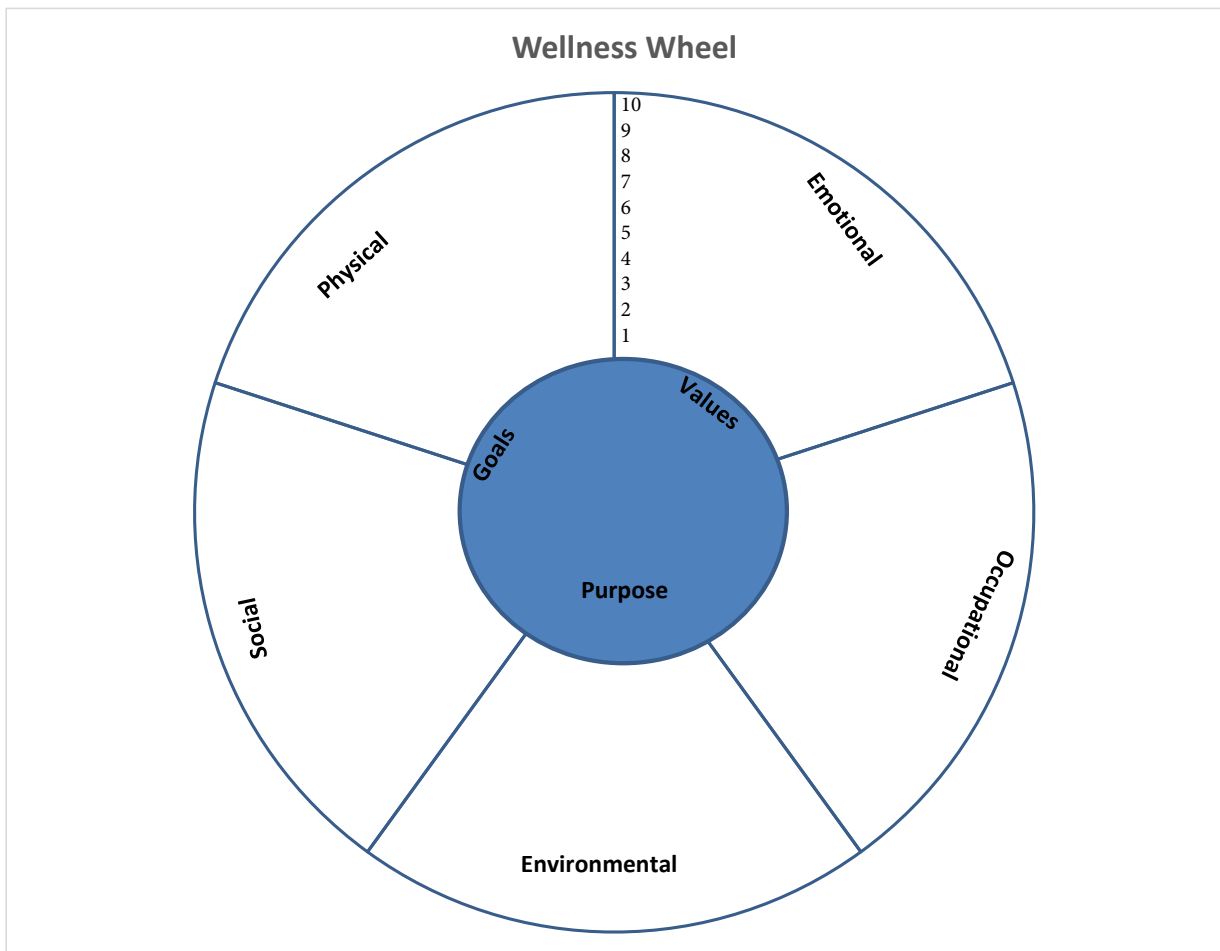 Wellness Wheel
10
9
8
7
6
5
4
3
2
1
Emotional
Physical
Values
Goals
Purpose
Occupational
Social
Environmental